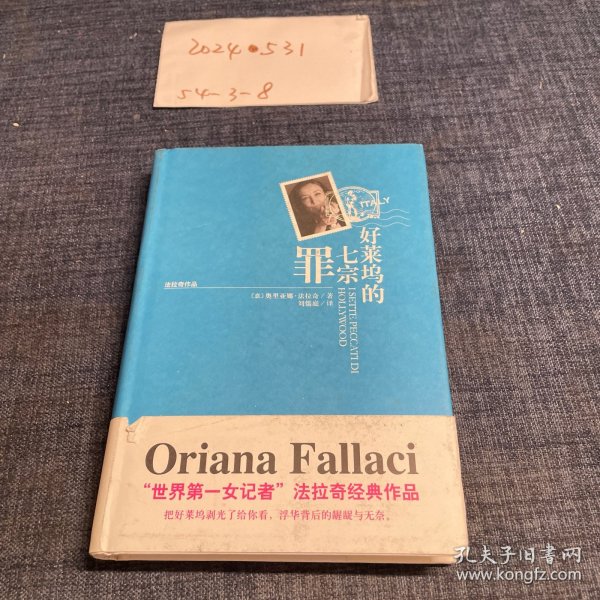 2024•531
54-3-8
ITALY
好莱坞的
七宗
罪
I SETTE PECCATI DI
HOLLYWOOD
法拉奇作品
〔意〕奥里亚娜·法拉奇/著
刘儒庭/译
Oriana Fallaci
“世界第一女记者”法拉奇经典作品
把好莱坞剥光了给你看，浮华背后的龌龊与无奈。
孔夫子旧书网
www.kongfz.com